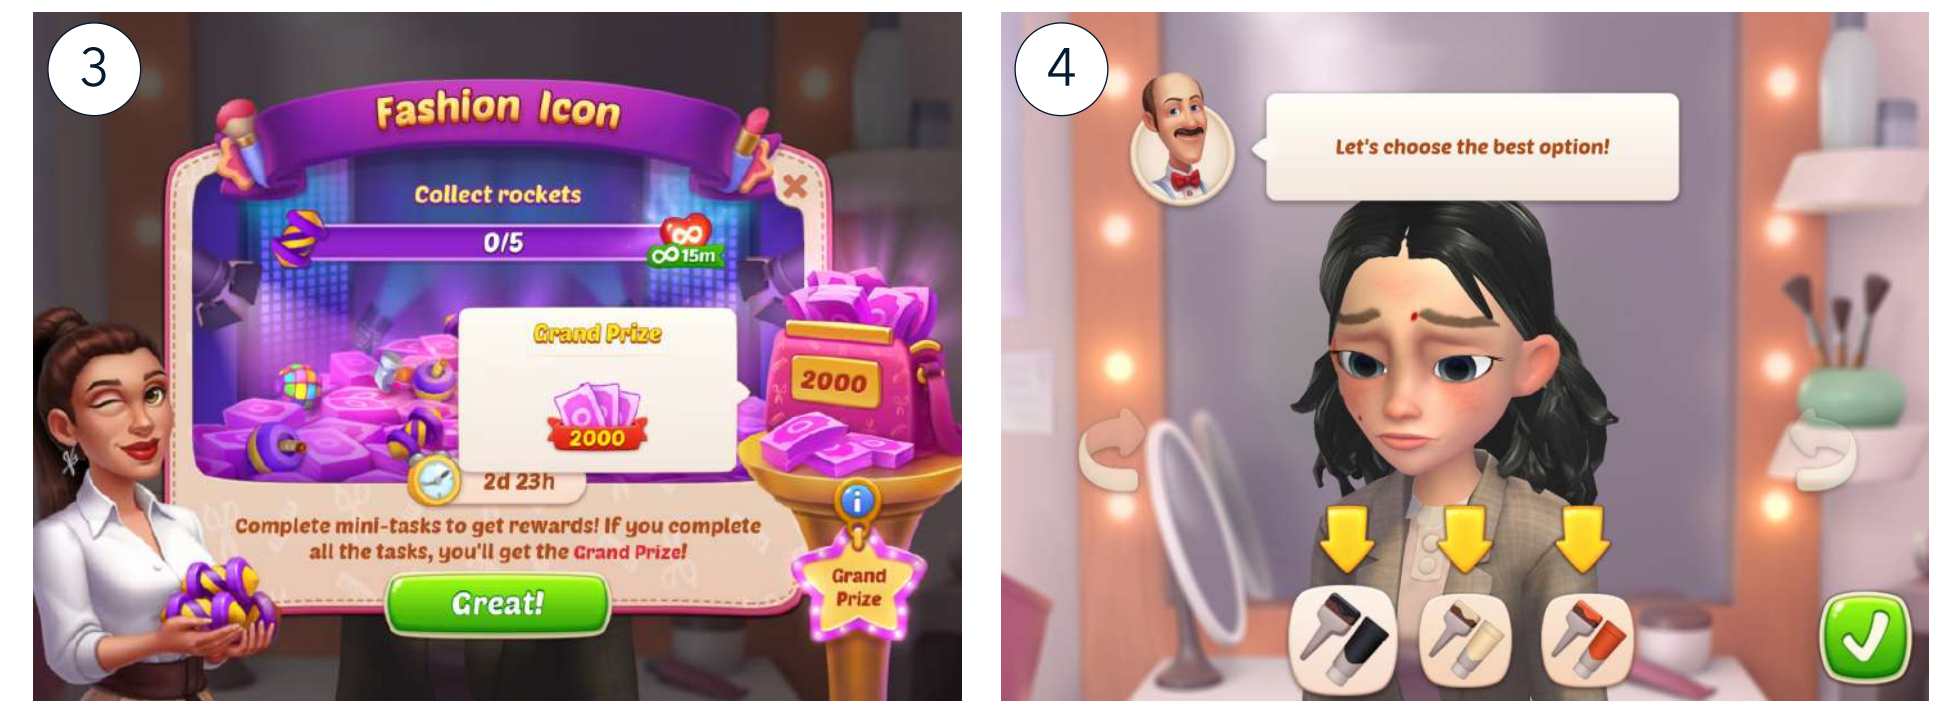 3
Fashion Icon
Collect rockets
0/5
∞
∞ 15m
Grand Prize
2000
2000
2d 23h
Complete mini-tasks to get rewards! If you complete
all the tasks, you'll get the Grand Prize!
Great!
i
Grand
Prize
4
Let's choose the best option!